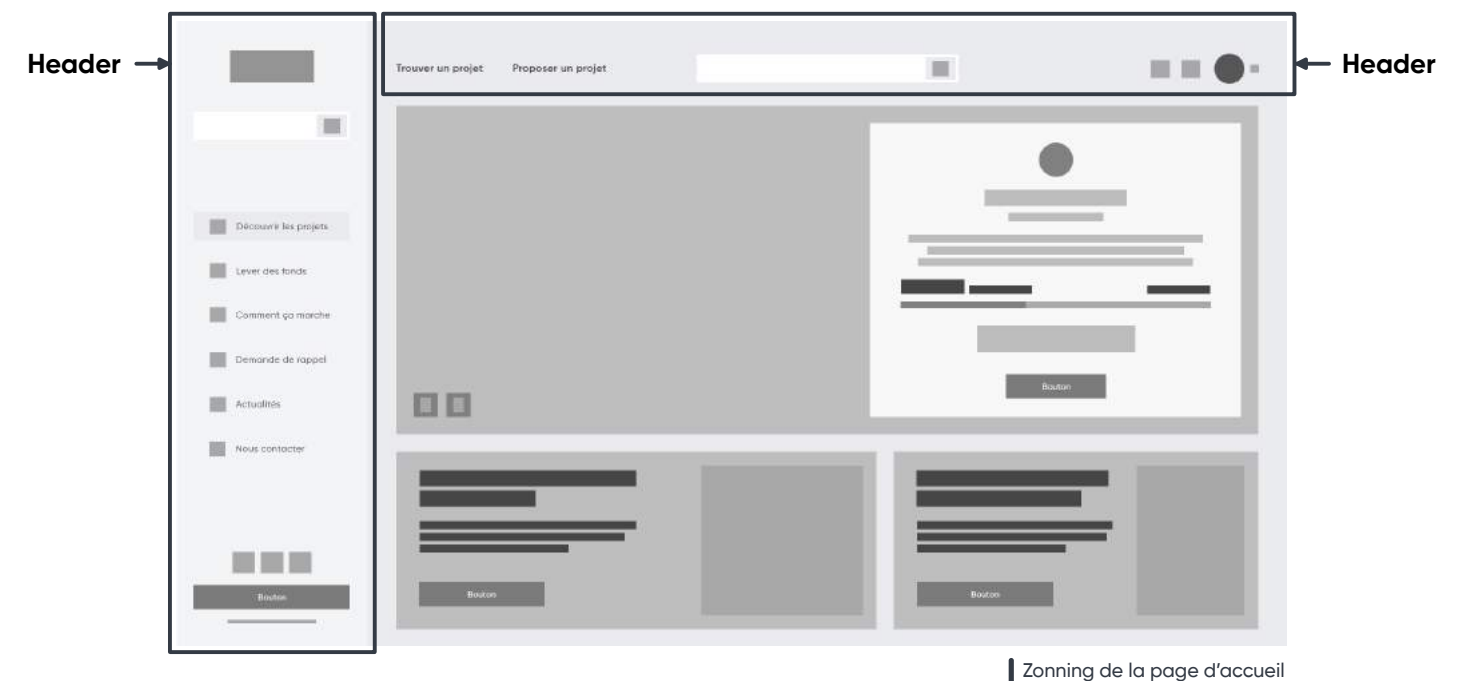 Header
Header
Trouver un projet
Proposer un projet
Découvrir les projets
Lever des fonds
Comment ça marche
Demande de rappel
Actualités
Nous contacter
Bouton
Bouton
Bouton
Bouton
Zonning de la page d'accueil